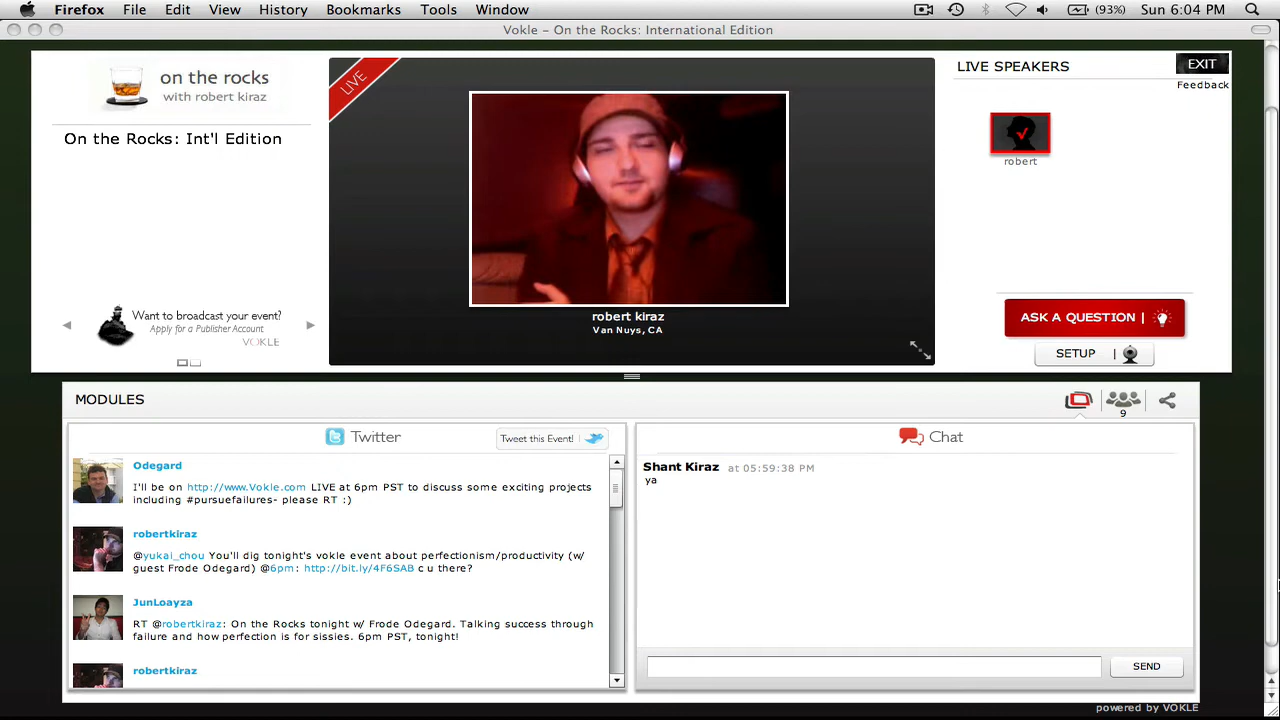 Firefox File Edit View History Bookmarks Tools Window (93%) Sun 6:04 PM
Vokle – On the Rocks: International Edition
on the rocks
with robert kiraz
On the Rocks: Int'l Edition
Want to broadcast your event?
Apply for a Publisher Account.
VOKLE
LIVE
robert kiraz
Van Nuys, CA
LIVE SPEAKERS
EXIT
Feedback
robert
ASK A QUESTION |
SETUP |
MODULES
9
Twitter
Tweet this Event!
Odegard
I'll be on http://www.Vokle.com LIVE at 6pm PST to discuss some exciting projects
including #pursuefailures- please RT :)
robertkiraz
@yukai_chou You'll dig tonight's vokle event about perfectionism/productivity (w/
guest Frode Odegard) @6pm: http://bit.ly/4F6SAB c u there?
JunLoayza
RT @robertkiraz: On the Rocks tonight w/ Frode Odegard. Talking success through
failure and how perfection is for sissies. 6pm PST, tonight!
robertkiraz
Chat
Shant Kiraz at 05:59:38 PM
ya
SEND
powered by VOKLE